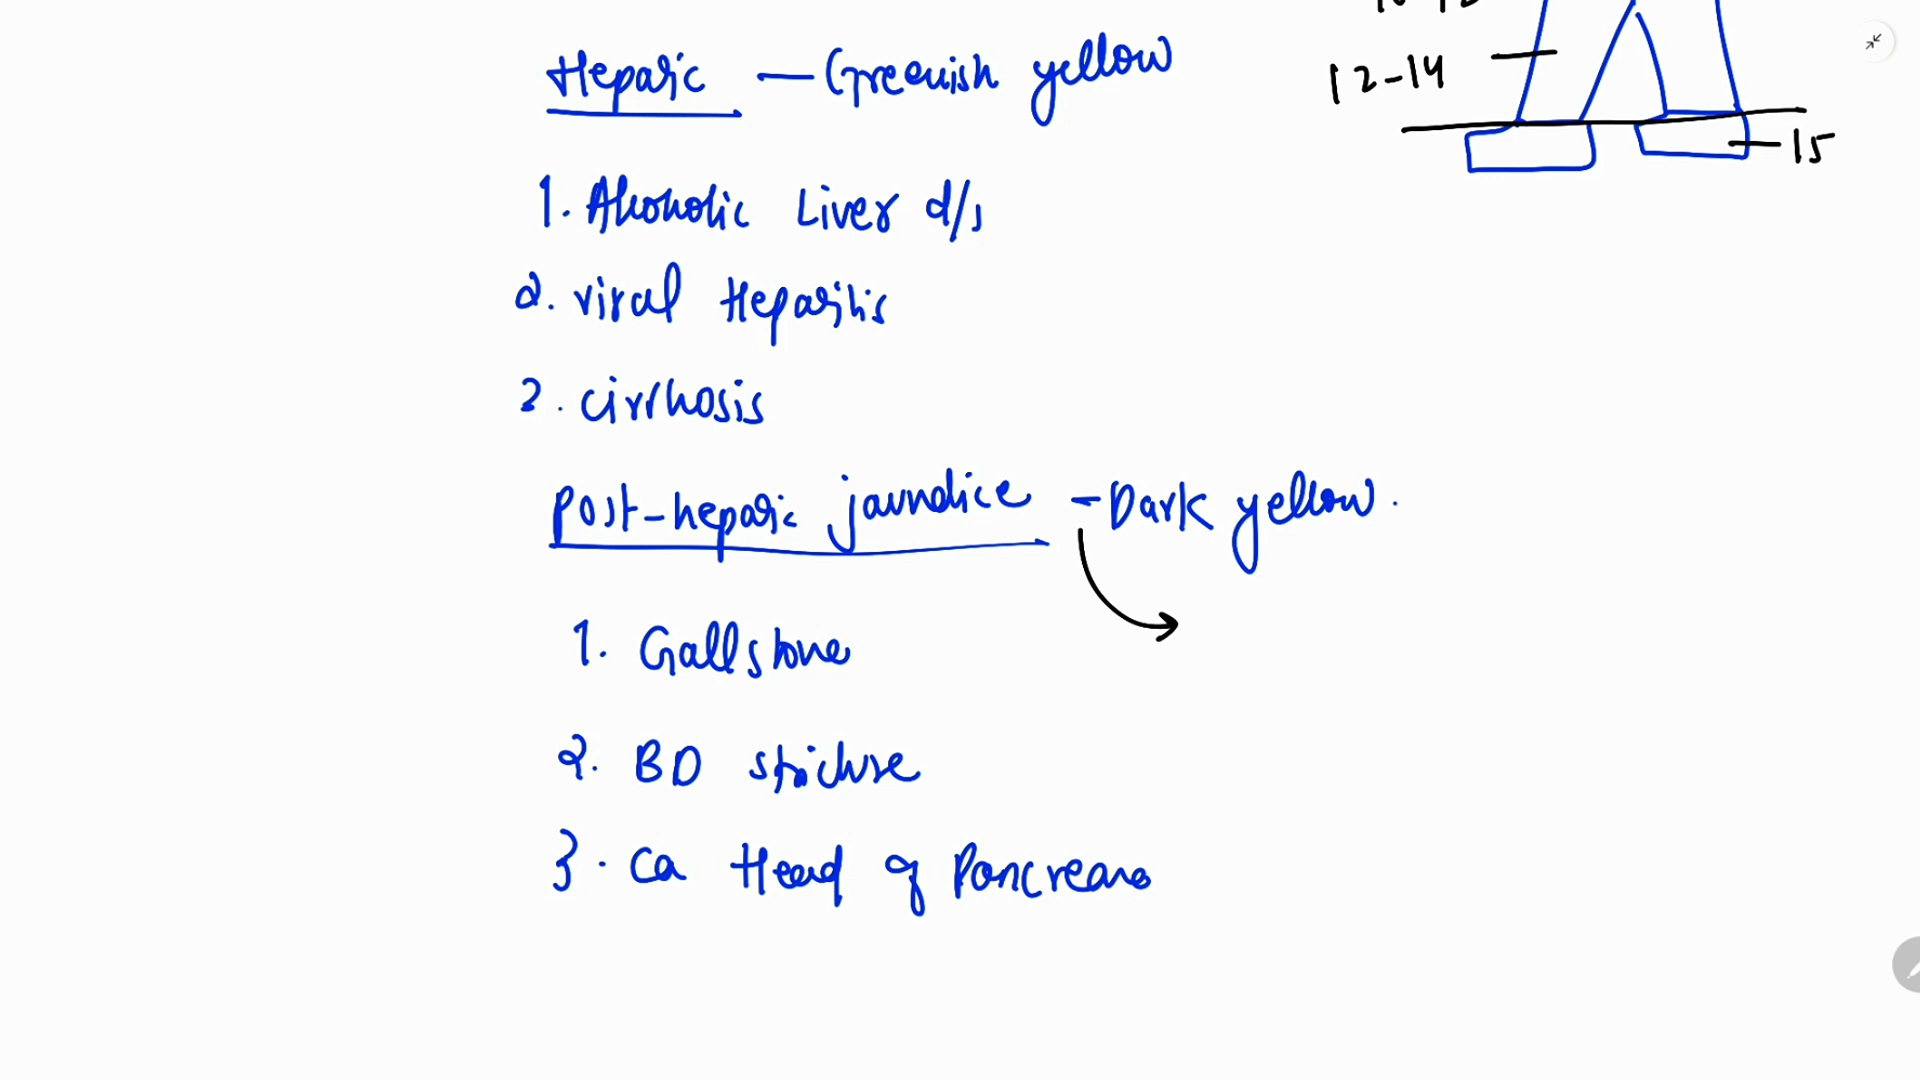 Hepatic — Greenish yellow
12-14
15
1. Alcoholic Liver d/s
2. viral Hepatitis
3. cirrhosis
Post-hepatic jaundice - Dark yellow.
1. Gallstone
2. BD stricture
3. Ca Head of Pancreas